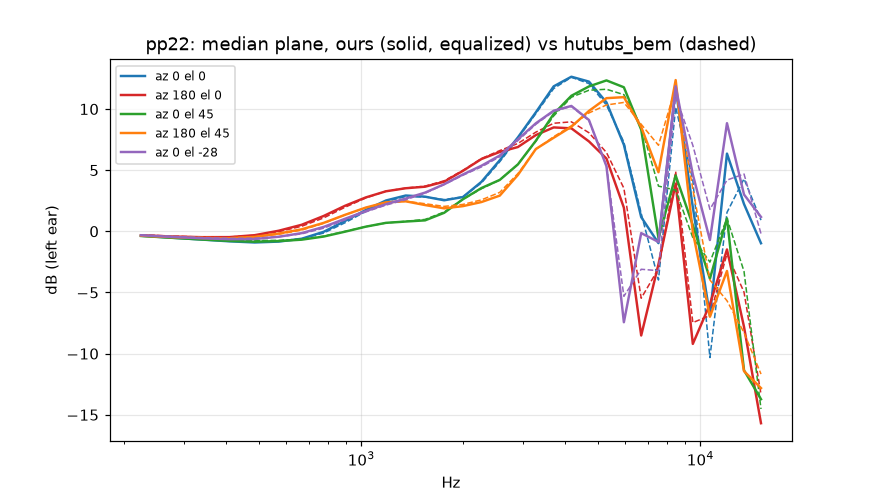 pp22: median plane, ours (solid, equalized) vs hutubs_bem (dashed)
az 0 el 0
az 180 el 0
az 0 el 45
az 180 el 45
az 0 el -28
dB (left ear)
10
5
0
−5
−10
−15
10³ 10⁴
Hz